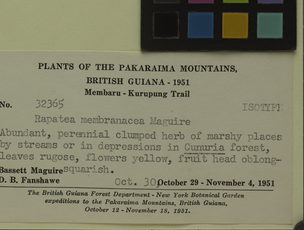 PLANTS OF THE PAKARAIMA MOUNTAINS,
BRITISH GUIANA - 1951
Membaru - Kurupung Trail
No. 32365 ISOTYPE
Rapatea membranacea Maguire
Abundant, perennial clumped herb of marshy places
by streams or in depressions in Cunuria forest,
leaves rugose, flowers yellow, fruit head oblong-
Bassett Maguire squarish.
D. B. Fanshawe Oct. 30, October 29 - November 4, 1951
The British Guiana Forest Department - New York Botanical Garden
expeditions to the Pakaraima Mountains, British Guiana,
October 12 - November 15, 1951.